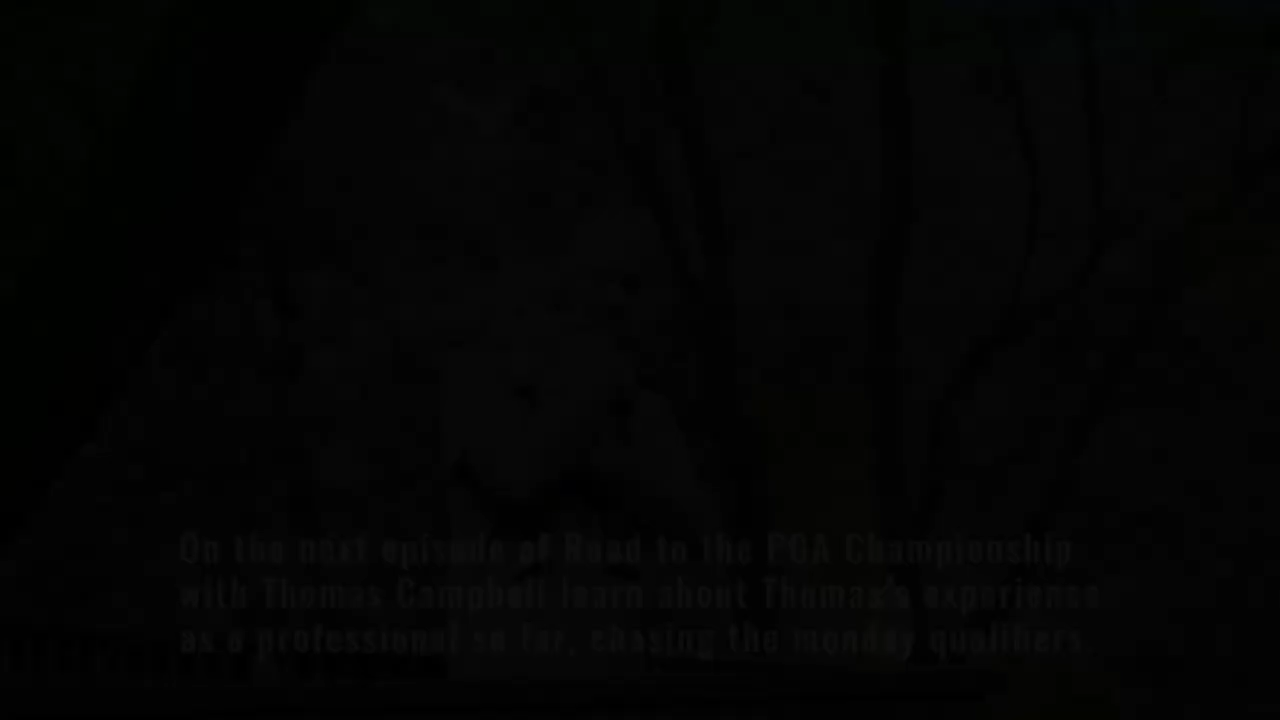 On the next episode of Road to the PGA Championship
with Thomas Campbell learn about Thomas's experience
as a professional so far, chasing the monday qualifiers.